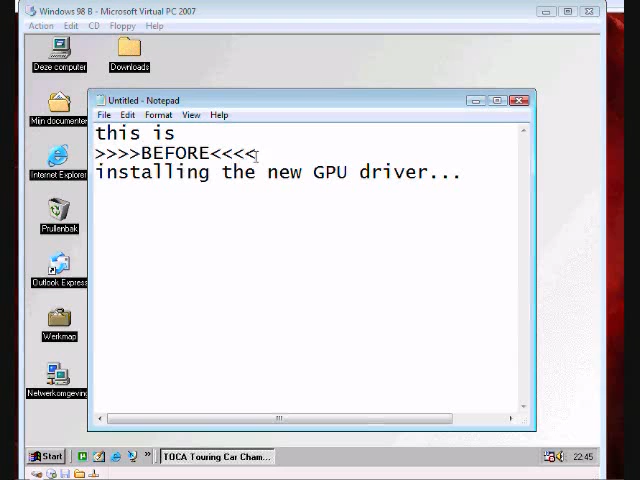 Windows 98 B - Microsoft Virtual PC 2007
Action Edit CD Floppy Help
Deze computer
Downloads
Untitled - Notepad
File Edit Format View Help
this is
>>>>BEFORE<<<<
installing the new GPU driver...
Mijn documenten
Internet Explorer
Prullenbak
Outlook Express
Werkmap
Netwerkomgeving
Start
»
TOCA Touring Car Cham...
22:45